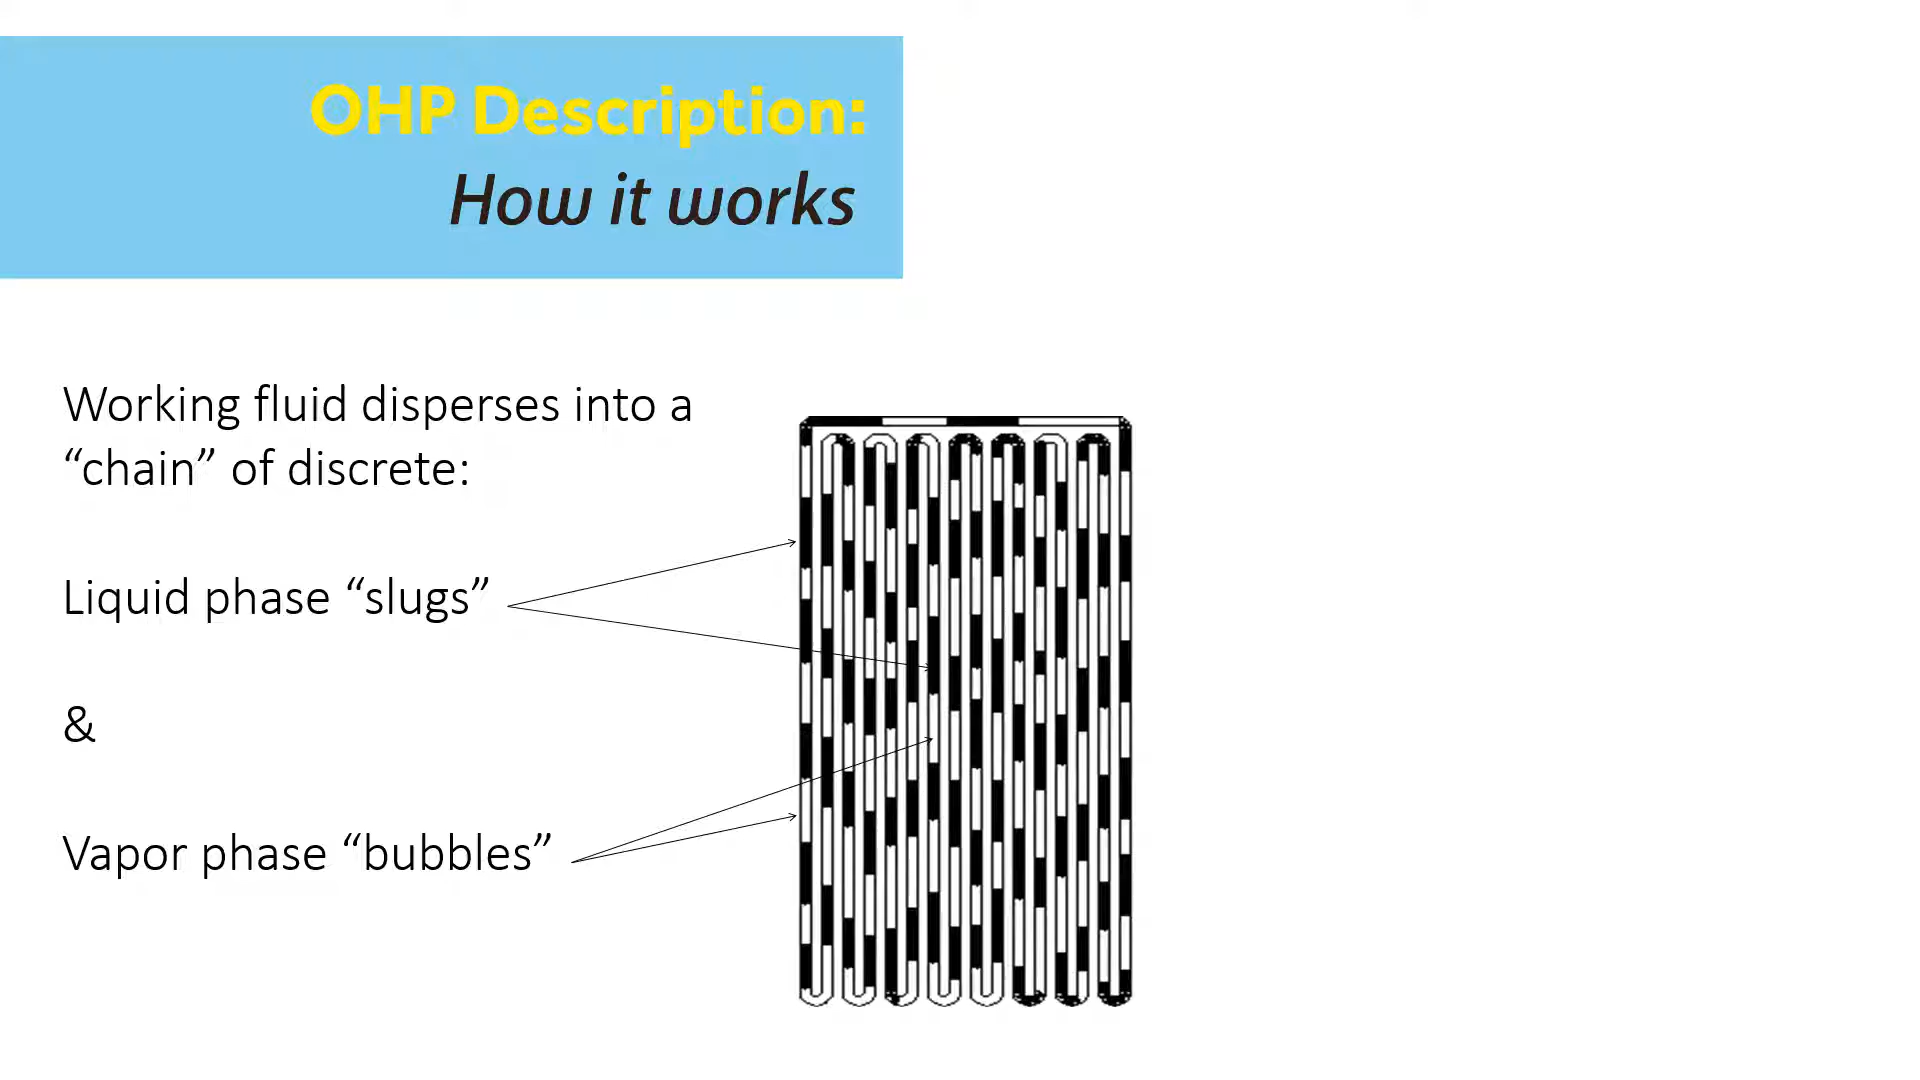 OHP Description:
How it works
Working fluid disperses into a
“chain” of discrete:
Liquid phase “slugs”
&
Vapor phase “bubbles”